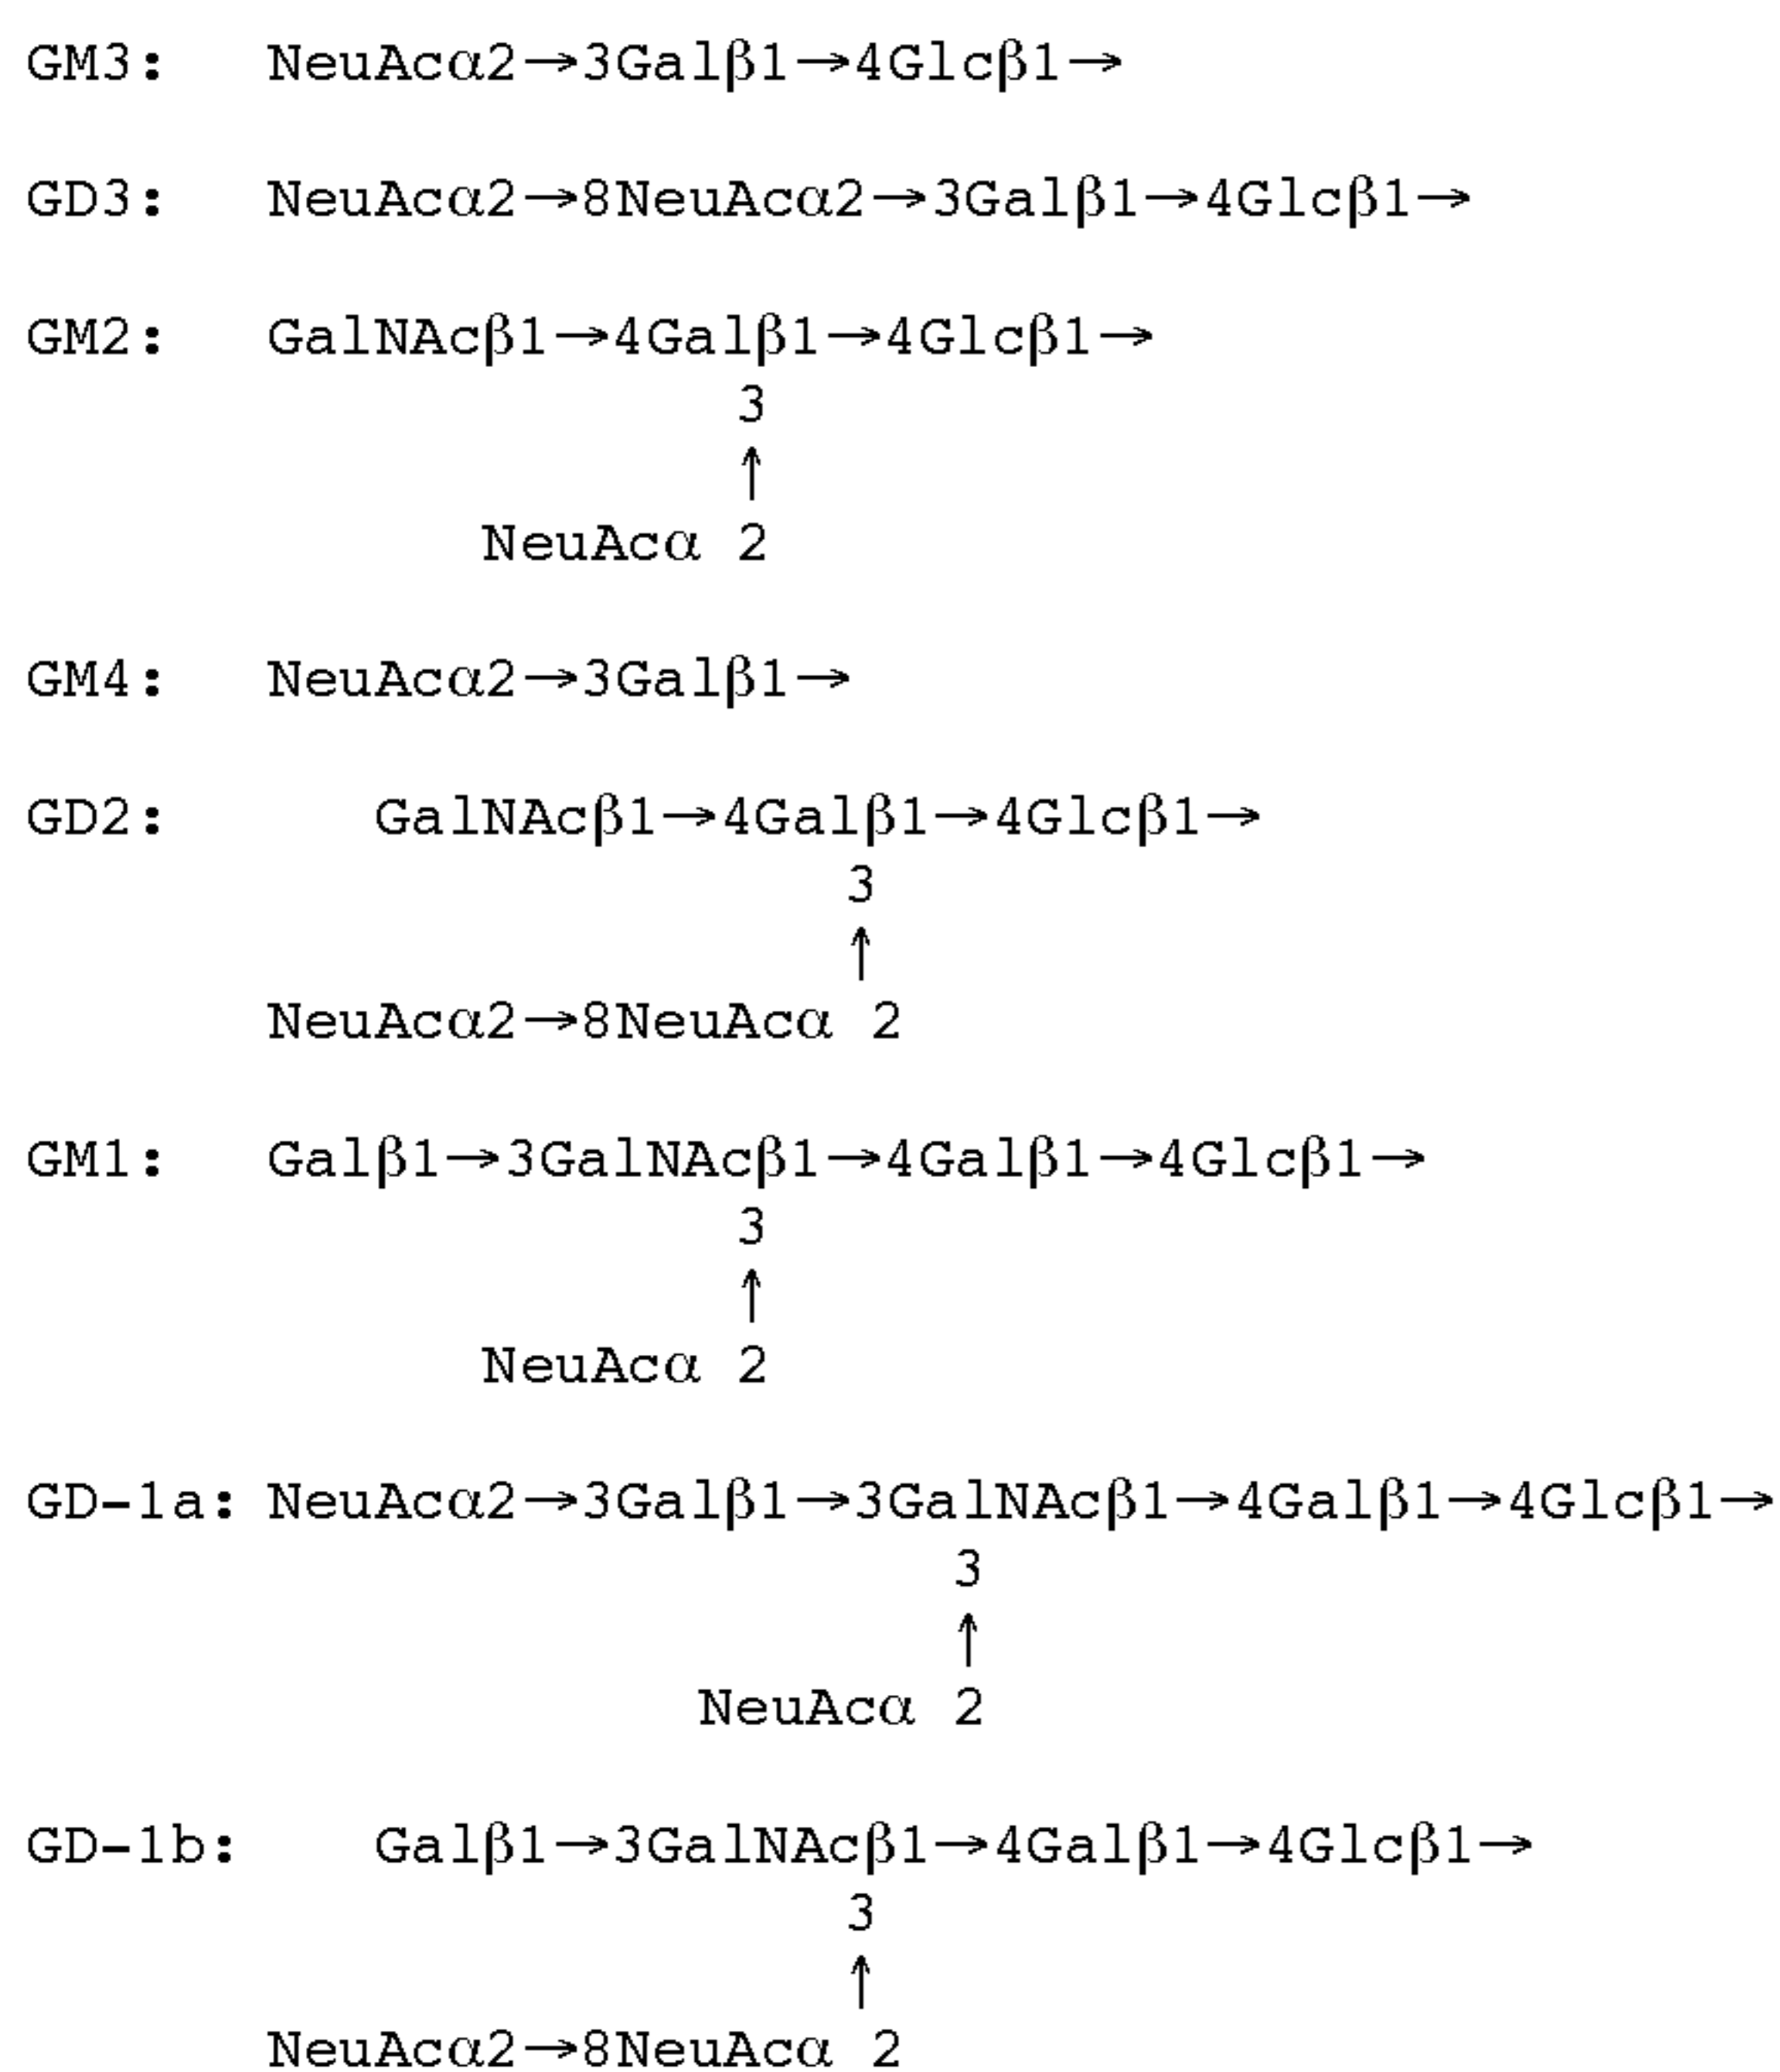 GM3: NeuAcα2→3Galβ1→4Glcβ1→
GD3: NeuAcα2→8NeuAcα2→3Galβ1→4Glcβ1→
GM2: GalNAcβ1→4Galβ1→4Glcβ1→
3
↑
NeuAcα 2
GM4: NeuAcα2→3Galβ1→
GD2: GalNAcβ1→4Galβ1→4Glcβ1→
3
↑
NeuAcα2→8NeuAcα 2
GM1: Galβ1→3GalNAcβ1→4Galβ1→4Glcβ1→
3
↑
NeuAcα 2
GD-1a: NeuAcα2→3Galβ1→3GalNAcβ1→4Galβ1→4Glcβ1→
3
↑
NeuAcα 2
GD-1b: Galβ1→3GalNAcβ1→4Galβ1→4Glcβ1→
3
↑
NeuAcα2→8NeuAcα 2